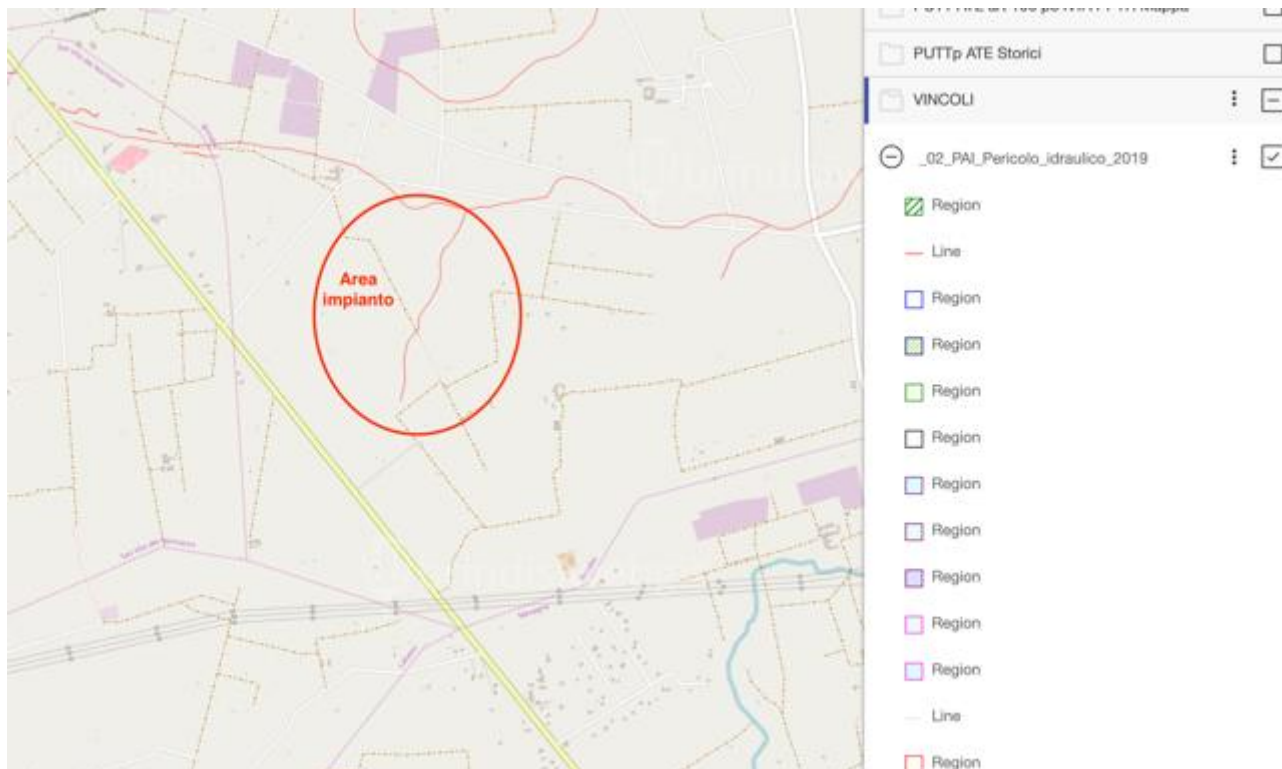 PUTTp ATE Storici
VINCOLI
_02_PAI_Pericolo_idraulico_2019
Region
Line
Region
Region
Region
Region
Region
Region
Region
Region
Region
Line
Region
Area
impianto